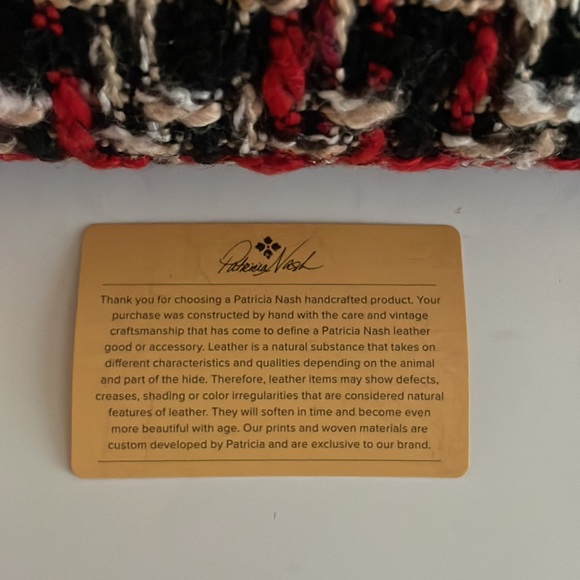 Patricia Nash
Thank you for choosing a Patricia Nash handcrafted product. Your
purchase was constructed by hand with the care and vintage
craftsmanship that has come to define a Patricia Nash leather
good or accessory. Leather is a natural substance that takes on
different characteristics and qualities depending on the animal
and part of the hide. Therefore, leather items may show defects,
creases, shading or color irregularities that are considered natural
features of leather. They will soften in time and become even
more beautiful with age. Our prints and woven materials are
custom developed by Patricia and are exclusive to our brand.